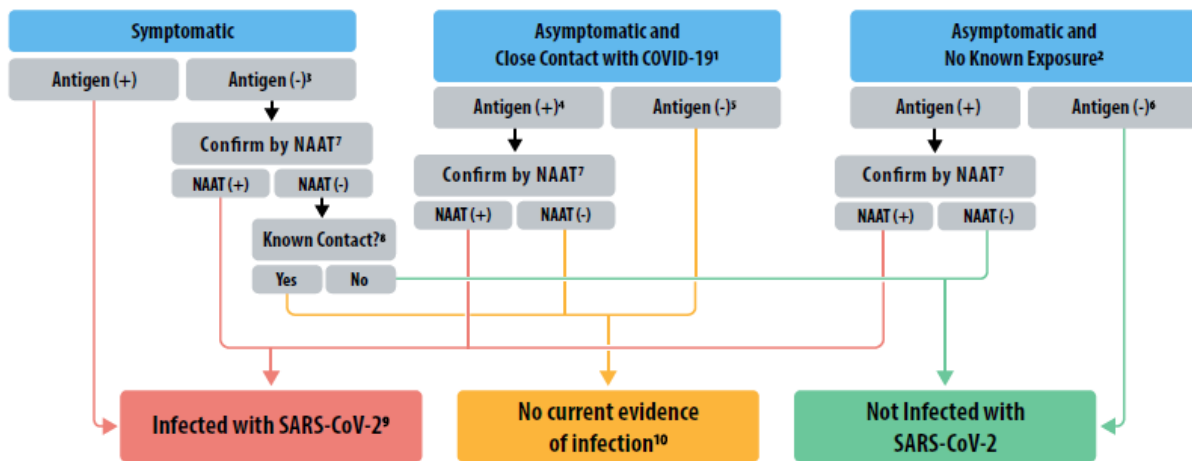 Symptomatic
Antigen (+)
Antigen (-)³
Confirm by NAAT⁷
NAAT (+)
NAAT (-)
Known Contact?⁸
Yes
No
Asymptomatic and
Close Contact with COVID-19¹
Antigen (+)⁴
Antigen (-)⁵
Confirm by NAAT⁷
NAAT (+)
NAAT (-)
Asymptomatic and
No Known Exposure²
Antigen (+)
Antigen (-)⁶
Confirm by NAAT⁷
NAAT (+)
NAAT (-)
Infected with SARS-CoV-2⁹
No current evidence
of infection¹⁰
Not Infected with
SARS-CoV-2